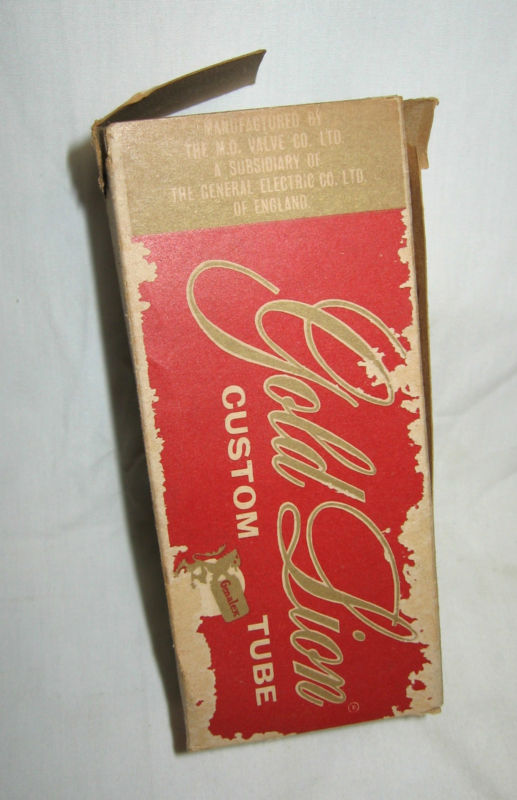 MANUFACTURED BY
THE M.O. VALVE CO. LTD
A SUBSIDIARY OF
THE GENERAL ELECTRIC CO. LTD.
OF ENGLAND.
Gold Lion ®
CUSTOM TUBE
Genalex